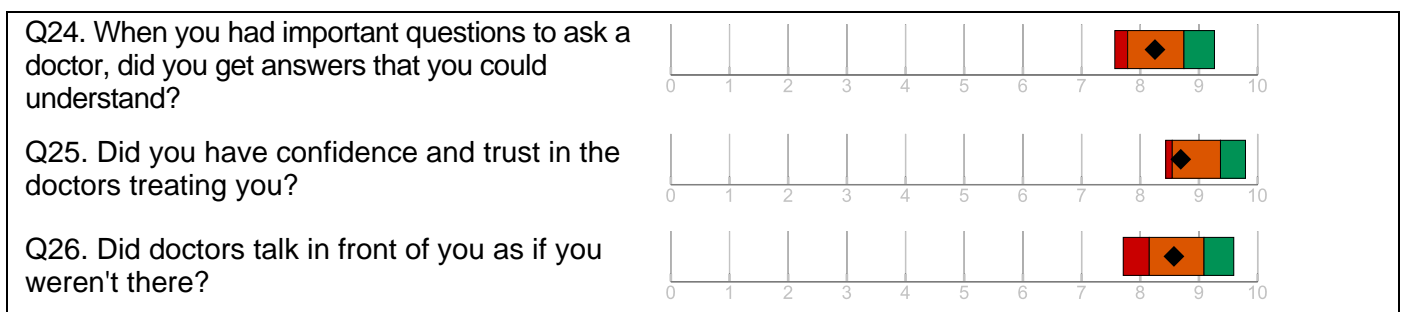 Q24. When you had important questions to ask a
doctor, did you get answers that you could
understand?
0 1 2 3 4 5 6 7 8 9 10
Q25. Did you have confidence and trust in the
doctors treating you?
0 1 2 3 4 5 6 7 8 9 10
Q26. Did doctors talk in front of you as if you
weren't there?
0 1 2 3 4 5 6 7 8 9 10